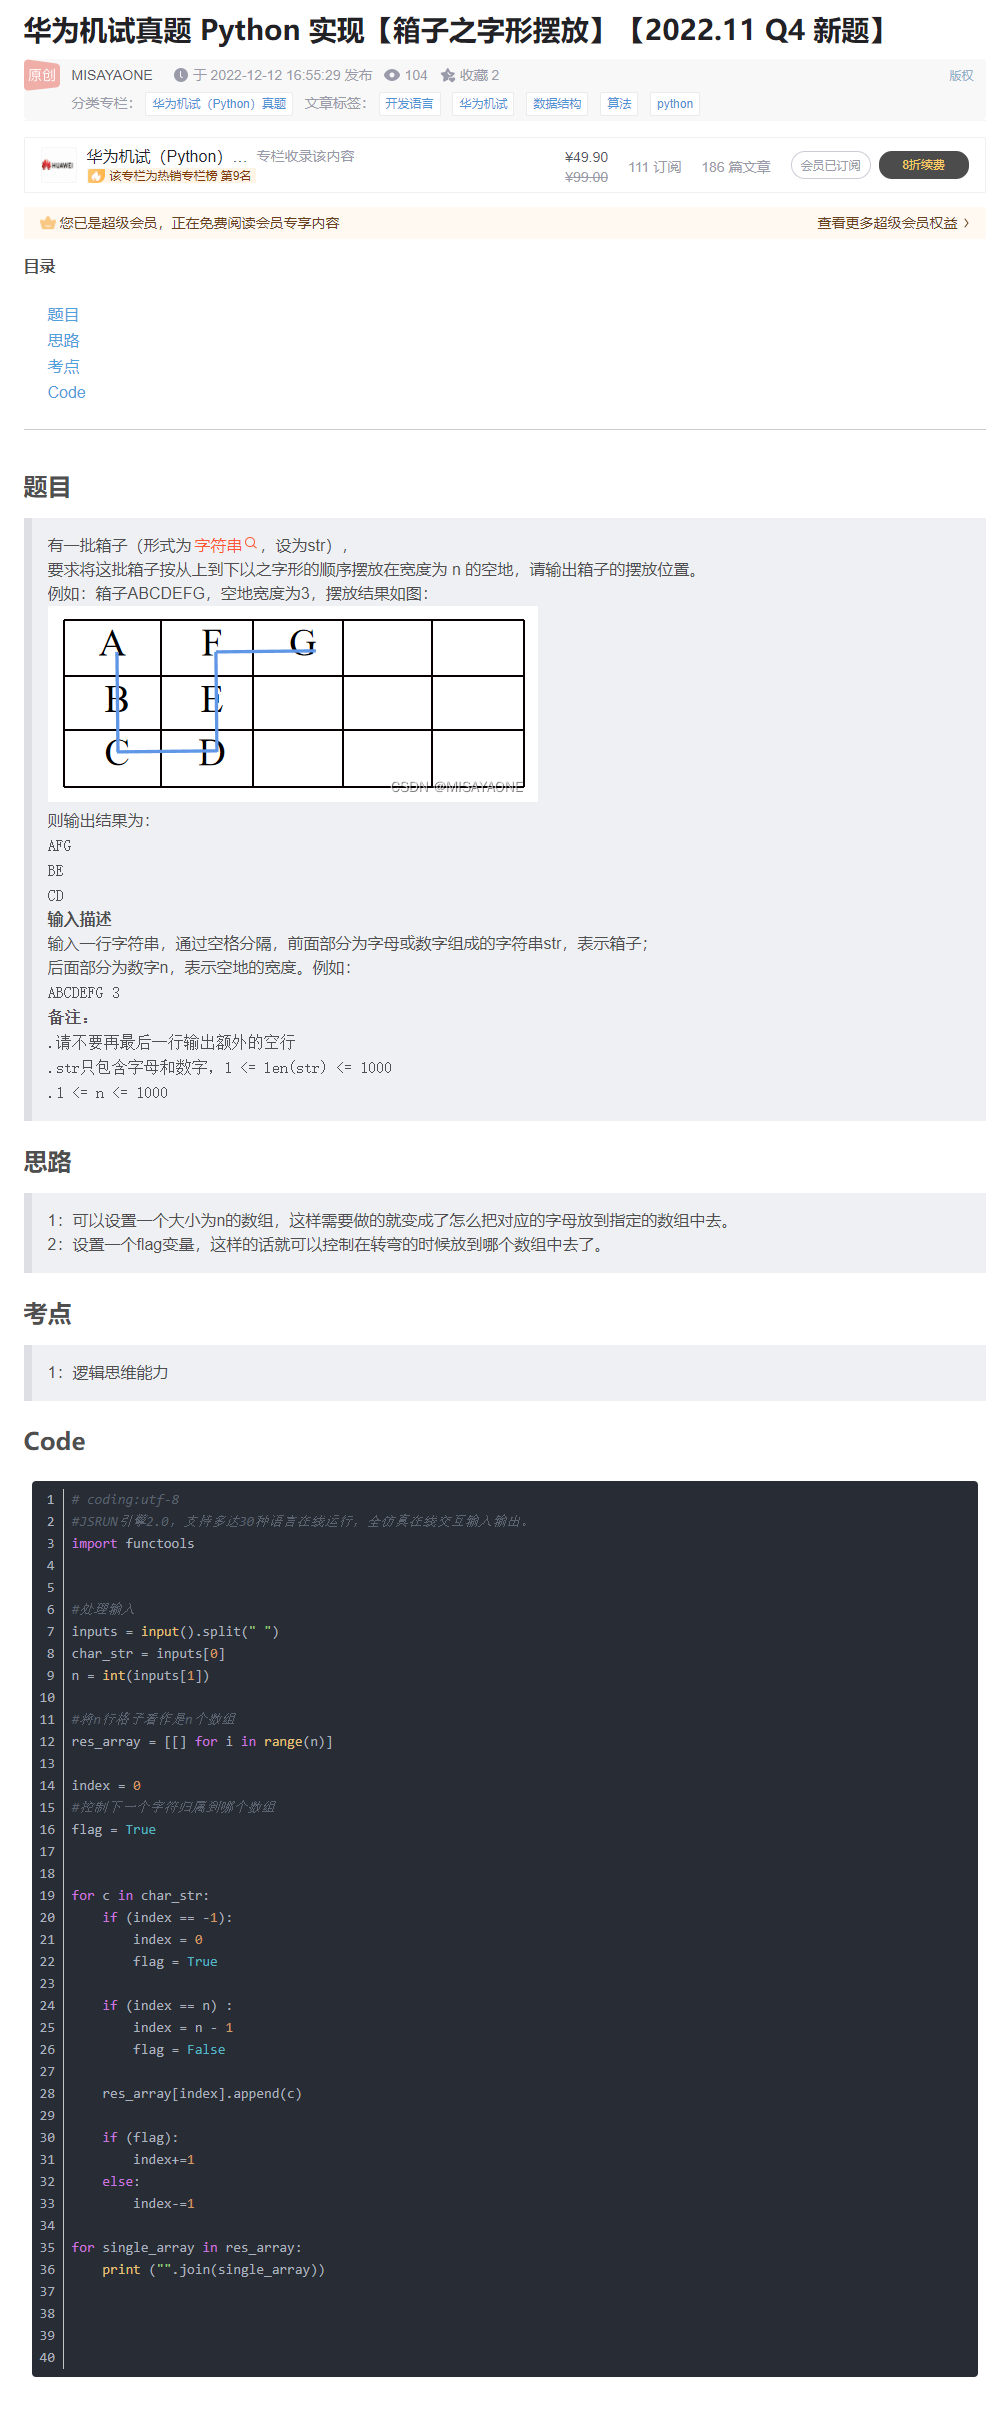 华为机试真题 Python 实现【箱子之字形摆放】【2022.11 Q4 新题】
原创 MISAYAONE 于 2022-12-12 16:55:29 发布 104 收藏 2 版权
分类专栏： 华为机试（Python）真题 文章标签： 开发语言 华为机试 数据结构 算法 python
HUAWEI 华为机试（Python）... 专栏收录该内容
该专栏为热销专栏榜 第9名
¥49.90
¥99.00
111 订阅 186 篇文章 会员已订阅 8折续费
您已是超级会员，正在免费阅读会员专享内容 查看更多超级会员权益 >
目录
题目
思路
考点
Code
题目
有一批箱子（形式为字符串，设为str），
要求将这批箱子按从上到下以之字形的顺序摆放在宽度为 n 的空地，请输出箱子的摆放位置。
例如：箱子ABCDEFG，空地宽度为3，摆放结果如图：
A F G
B E
C D
CSDN @MISAYAONE
则输出结果为：
AFG
BE
CD
输入描述
输入一行字符串，通过空格分隔，前面部分为字母或数字组成的字符串str，表示箱子；
后面部分为数字n，表示空地的宽度。例如：
ABCDEFG 3
备注：
.请不要再最后一行输出额外的空行
.str只包含字母和数字，1 <= len(str) <= 1000
.1 <= n <= 1000
思路
1：可以设置一个大小为n的数组，这样需要做的就变成了怎么把对应的字母放到指定的数组中去。
2：设置一个flag变量，这样的话就可以控制在转弯的时候放到哪个数组中去了。
考点
1：逻辑思维能力
Code
1 # coding:utf-8
2 #JSRUN引擎2.0，支持多达30种语言在线运行，全仿真在线交互输入输出。
3 import functools
4
5
6 #处理输入
7 inputs = input().split(" ")
8 char_str = inputs[0]
9 n = int(inputs[1])
10
11 #将n行格子看作是n个数组
12 res_array = [[] for i in range(n)]
13
14 index = 0
15 #控制下一个字符归属到哪个数组
16 flag = True
17
18
19 for c in char_str:
20     if (index == -1):
21         index = 0
22         flag = True
23
24     if (index == n) :
25         index = n - 1
26         flag = False
27
28     res_array[index].append(c)
29
30     if (flag):
31         index+=1
32     else:
33         index-=1
34
35 for single_array in res_array:
36     print ("".join(single_array))
37
38
39
40